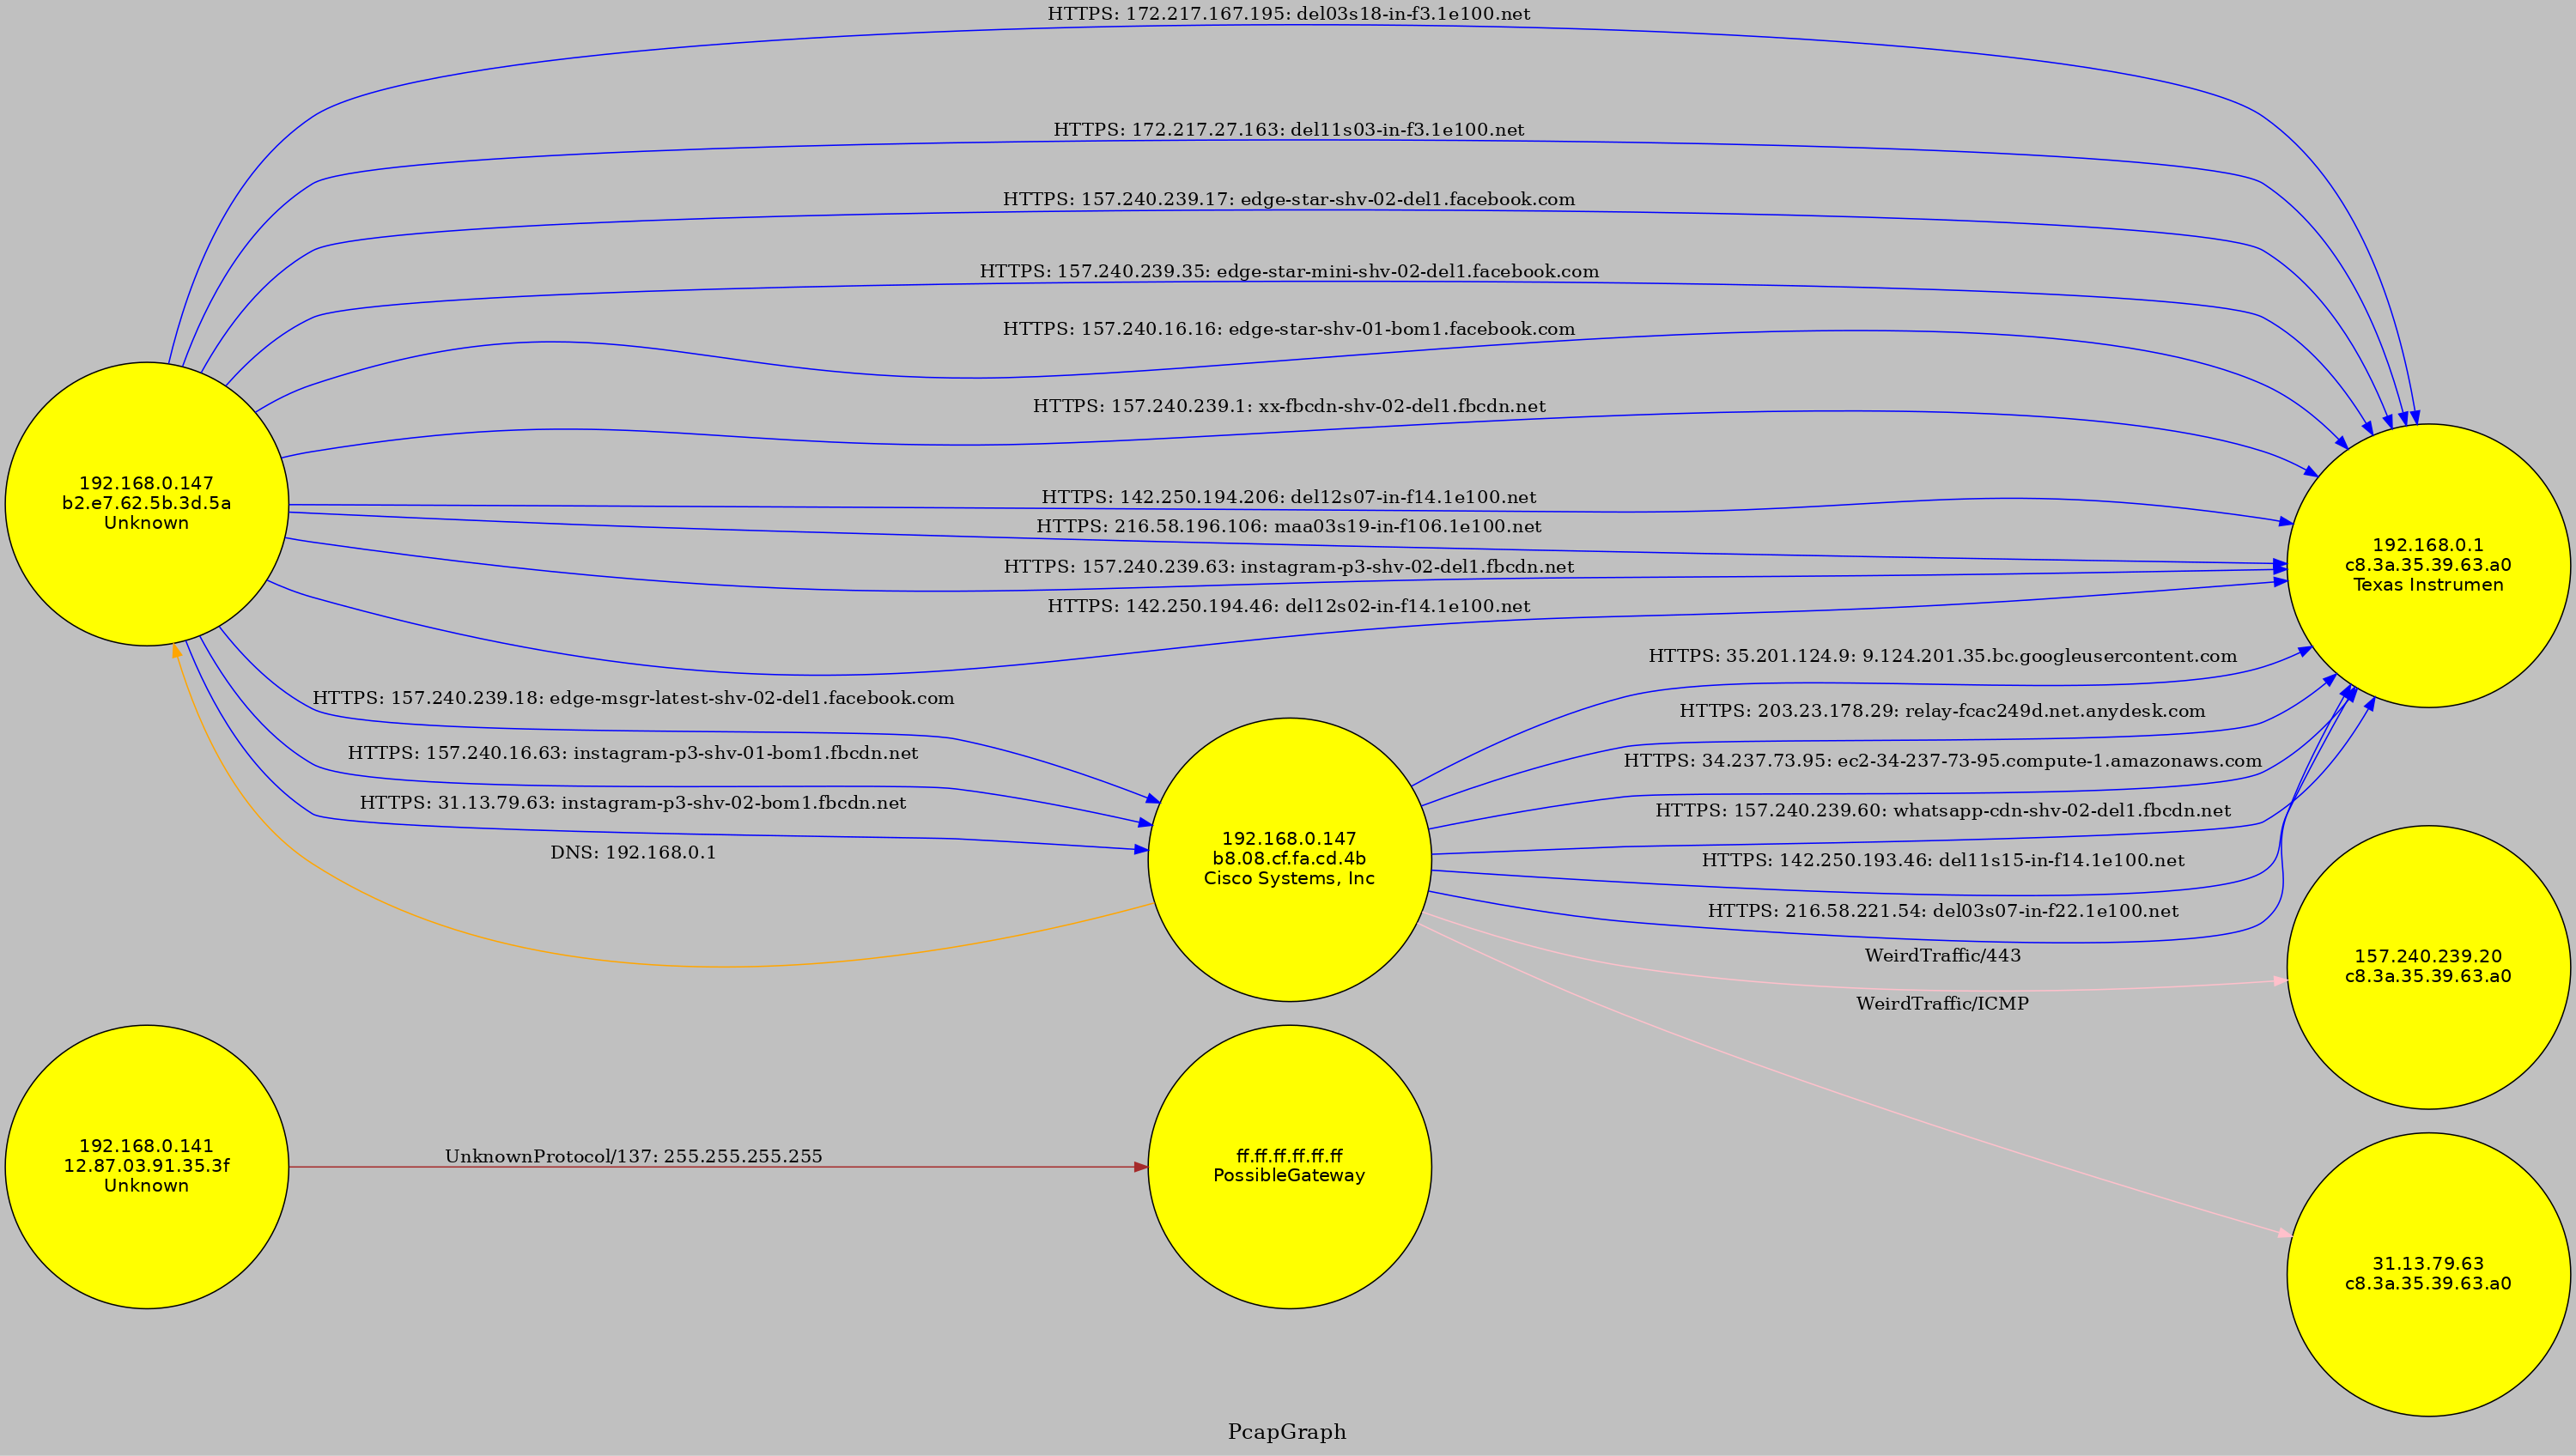 HTTPS: 172.217.167.195: del03s18-in-f3.1e100.net
HTTPS: 172.217.27.163: del11s03-in-f3.1e100.net
HTTPS: 157.240.239.17: edge-star-shv-02-del1.facebook.com
HTTPS: 157.240.239.35: edge-star-mini-shv-02-del1.facebook.com
HTTPS: 157.240.16.16: edge-star-shv-01-bom1.facebook.com
HTTPS: 157.240.239.1: xx-fbcdn-shv-02-del1.fbcdn.net
192.168.0.147
b2.e7.62.5b.3d.5a
Unknown
HTTPS: 142.250.194.206: del12s07-in-f14.1e100.net
HTTPS: 216.58.196.106: maa03s19-in-f106.1e100.net
HTTPS: 157.240.239.63: instagram-p3-shv-02-del1.fbcdn.net
HTTPS: 142.250.194.46: del12s02-in-f14.1e100.net
192.168.0.1
c8.3a.35.39.63.a0
Texas Instrumen
HTTPS: 157.240.239.18: edge-msgr-latest-shv-02-del1.facebook.com
HTTPS: 157.240.16.63: instagram-p3-shv-01-bom1.fbcdn.net
HTTPS: 31.13.79.63: instagram-p3-shv-02-bom1.fbcdn.net
DNS: 192.168.0.1
192.168.0.147
b8.08.cf.fa.cd.4b
Cisco Systems, Inc
HTTPS: 35.201.124.9: 9.124.201.35.bc.googleusercontent.com
HTTPS: 203.23.178.29: relay-fcac249d.net.anydesk.com
HTTPS: 34.237.73.95: ec2-34-237-73-95.compute-1.amazonaws.com
HTTPS: 157.240.239.60: whatsapp-cdn-shv-02-del1.fbcdn.net
HTTPS: 142.250.193.46: del11s15-in-f14.1e100.net
HTTPS: 216.58.221.54: del03s07-in-f22.1e100.net
WeirdTraffic/443
WeirdTraffic/ICMP
157.240.239.20
c8.3a.35.39.63.a0
192.168.0.141
12.87.03.91.35.3f
Unknown
UnknownProtocol/137: 255.255.255.255
ff.ff.ff.ff.ff.ff
PossibleGateway
31.13.79.63
c8.3a.35.39.63.a0
PcapGraph